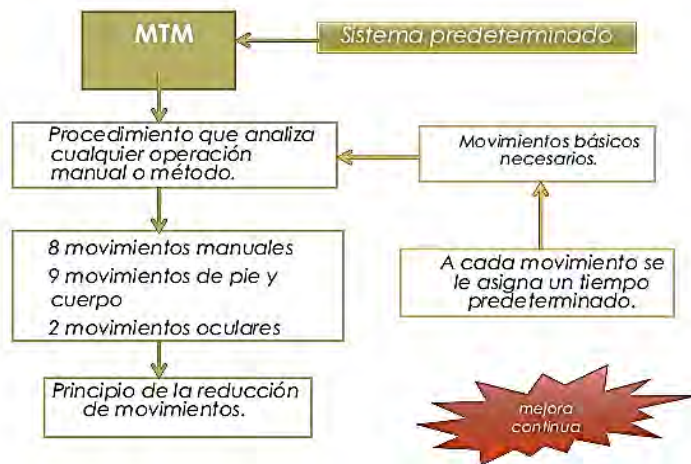 MTM
Sistema predeterminado
Procedimiento que analiza
cualquier operación
manual o método.
Movimientos básicos
necesarios.
8 movimientos manuales
9 movimientos de pie y
cuerpo
2 movimientos oculares
A cada movimiento se
le asigna un tiempo
predeterminado.
Principio de la reducción
de movimientos.
mejora
continua